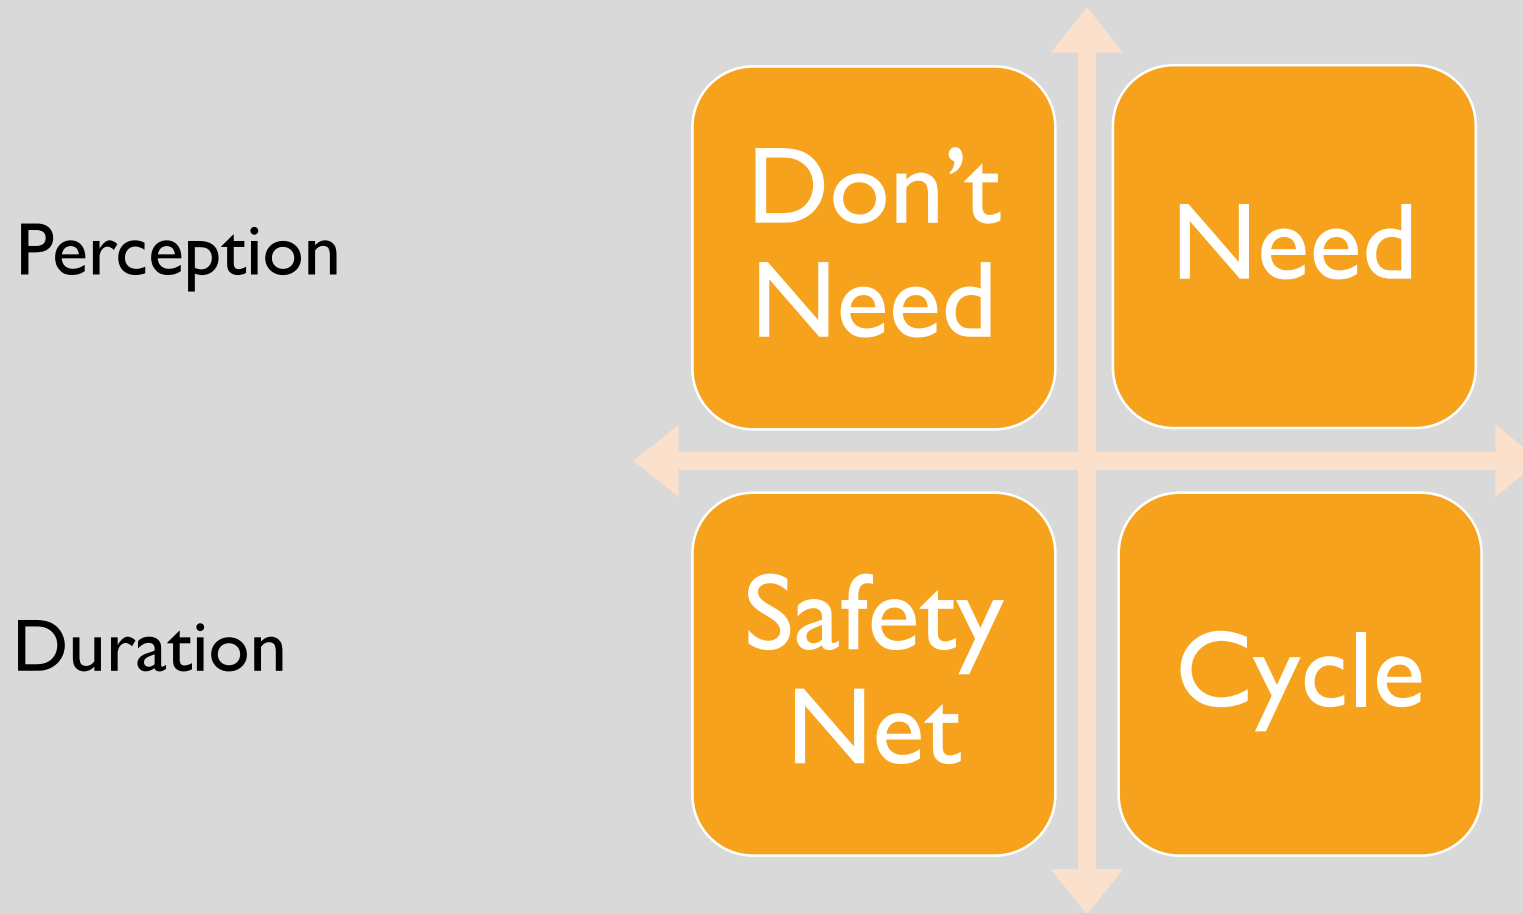 Perception
Don’t
Need
Need
Duration
Safety
Net
Cycle